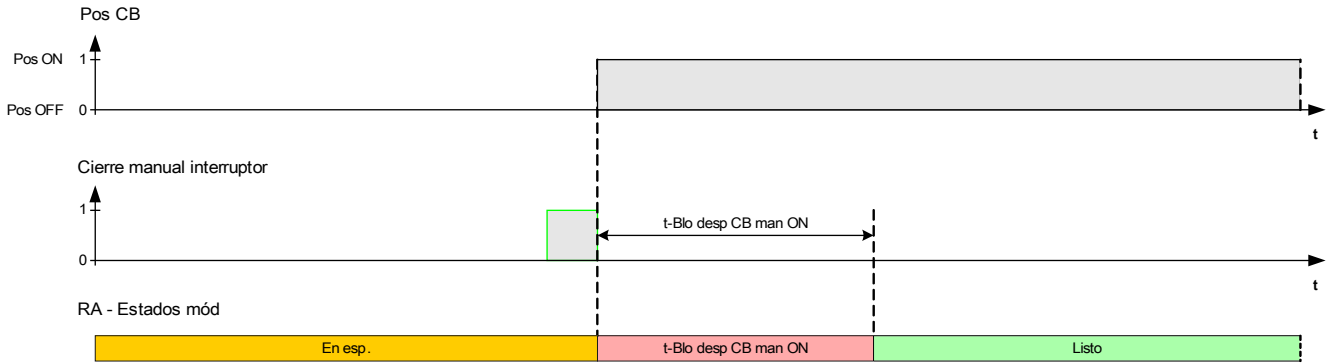 Pos CB
Pos ON 1
Pos OFF 0
t
Cierre manual interruptor
1
t-Blo desp CB man ON
0
t
RA - Estados mód
En esp. t-Blo desp CB man ON Listo